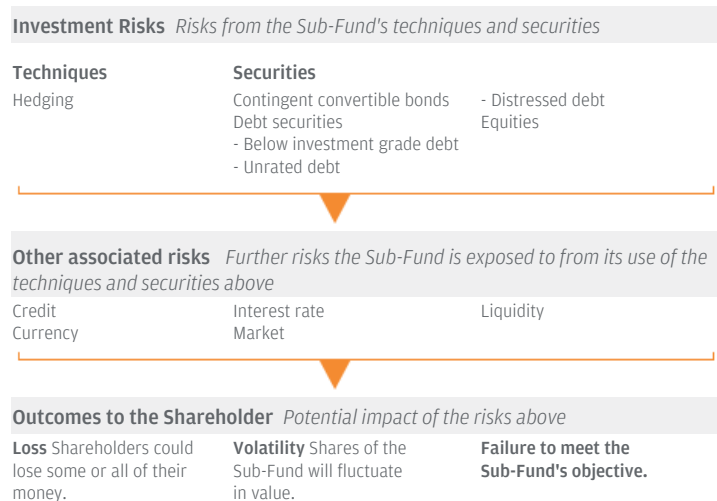 Investment Risks Risks from the Sub-Fund's techniques and securities
Techniques
Hedging
Securities
Contingent convertible bonds
Debt securities
- Below investment grade debt
- Unrated debt
- Distressed debt
Equities
Other associated risks Further risks the Sub-Fund is exposed to from its use of the
techniques and securities above
Credit
Currency
Interest rate
Market
Liquidity
Outcomes to the Shareholder Potential impact of the risks above
Loss Shareholders could
lose some or all of their
money.
Volatility Shares of the
Sub-Fund will fluctuate
in value.
Failure to meet the
Sub-Fund's objective.